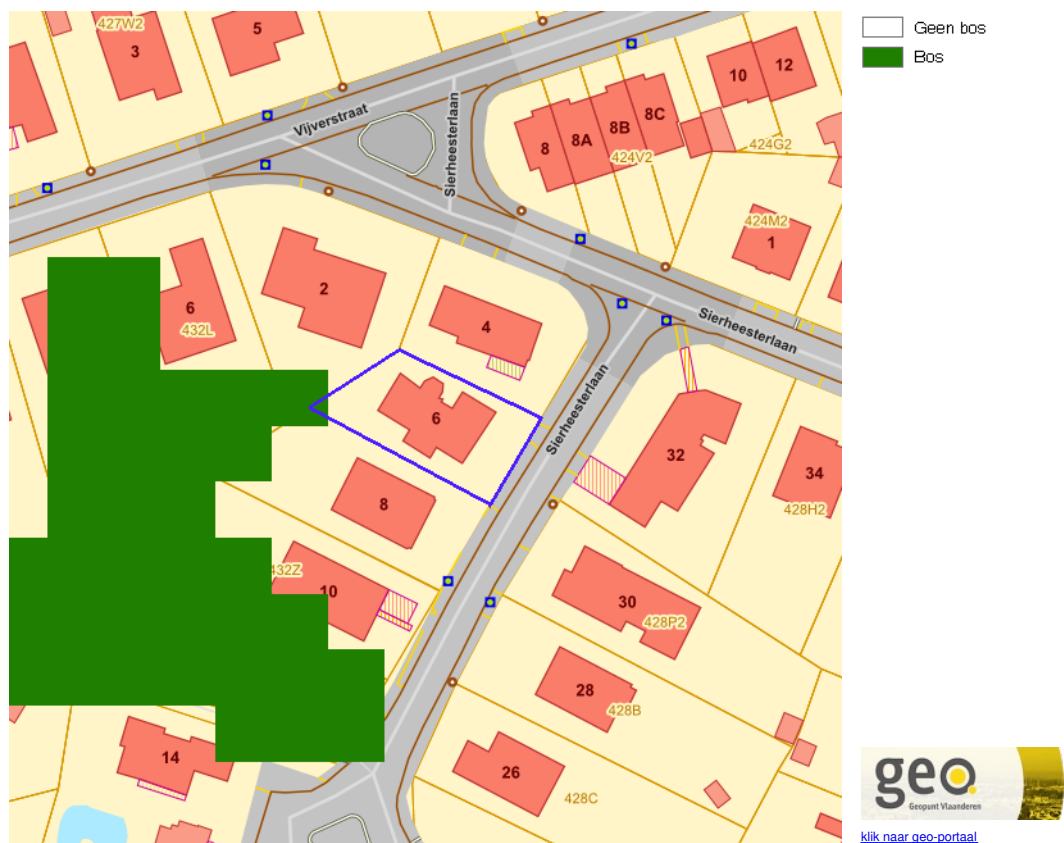 427W2
3
5
Geen bos
Bos
10
12
8
8A
8B
8C
424V2
424G2
Vijverstraat
Sierheesterlaan
424M2
1
6
432L
2
4
Sierheesterlaan
6
Sierheesterlaan
32
34
428H2
8
432Z
10
30
428P2
28
428B
14
26
428C
geo
Geopunt Vlaanderen
klik naar geo-portaal